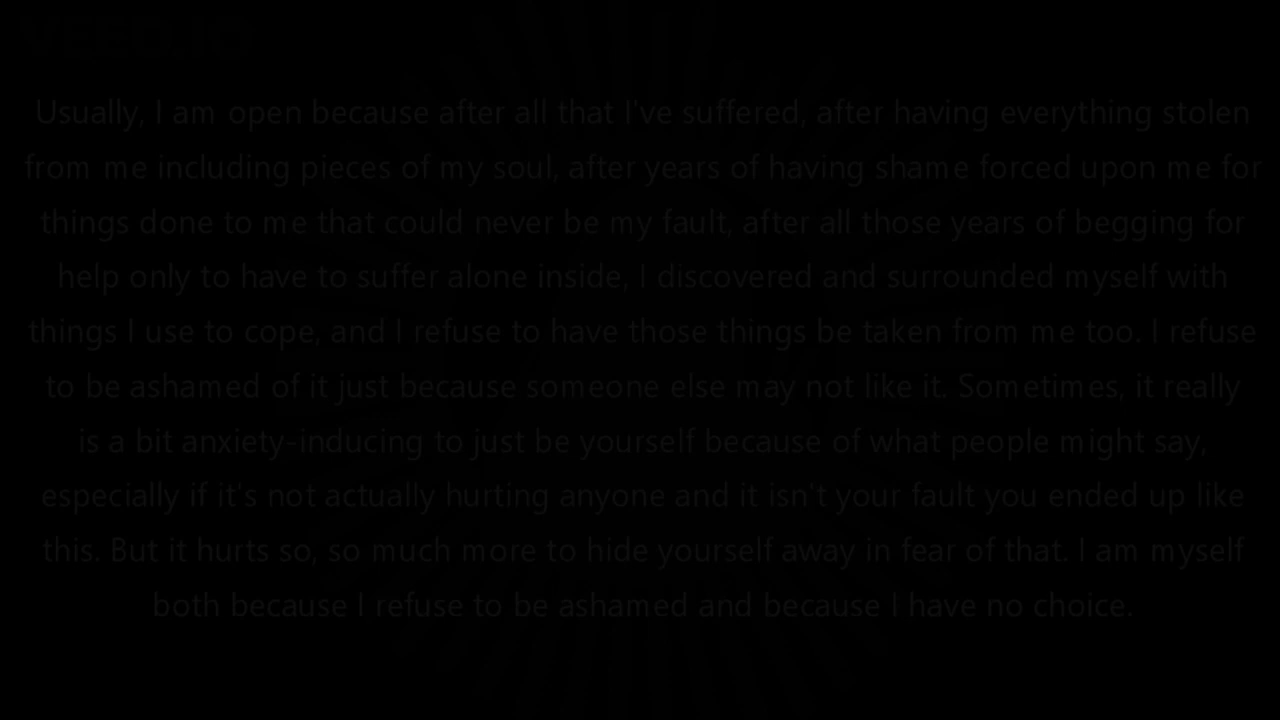 VEED.IO
Usually, I am open because after all that I've suffered, after having everything stolen
from me including pieces of my soul, after years of having shame forced upon me for
things done to me that could never be my fault, after all those years of begging for
help only to have to suffer alone inside, I discovered and surrounded myself with
things I use to cope, and I refuse to have those things be taken from me too. I refuse
to be ashamed of it just because someone else may not like it. Sometimes, it really
is a bit anxiety-inducing to just be yourself because of what people might say,
especially if it's not actually hurting anyone and it isn't your fault you ended up like
this. But it hurts so, so much more to hide yourself away in fear of that. I am myself
both because I refuse to be ashamed and because I have no choice.